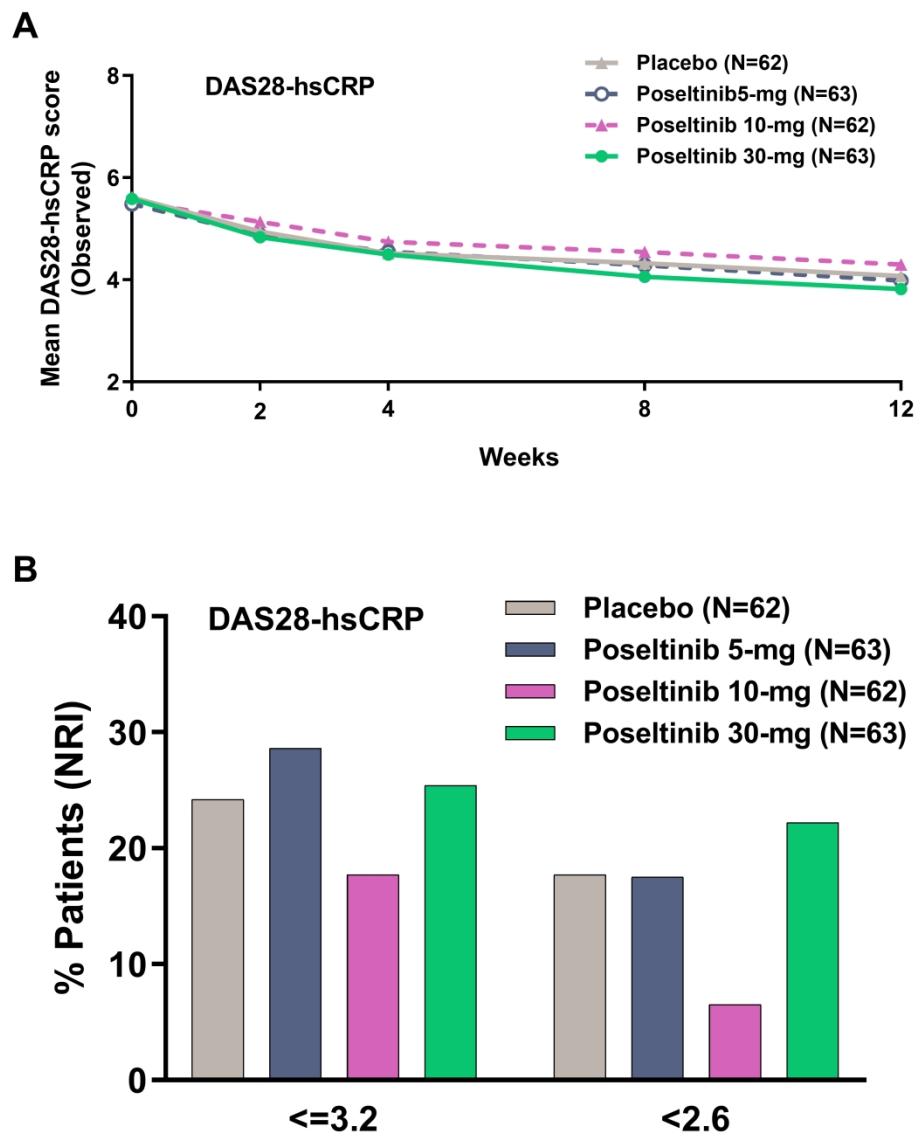 A
DAS28-hsCRP
Placebo (N=62)
Poseltinib5-mg (N=63)
Poseltinib 10-mg (N=62)
Poseltinib 30-mg (N=63)
Mean DAS28-hsCRP score
(Observed)
8
6
4
2
0 2 4 8 12
Weeks
B
DAS28-hsCRP
Placebo (N=62)
Poseltinib 5-mg (N=63)
Poseltinib 10-mg (N=62)
Poseltinib 30-mg (N=63)
% Patients (NRI)
40
30
20
10
0
<=3.2 <2.6